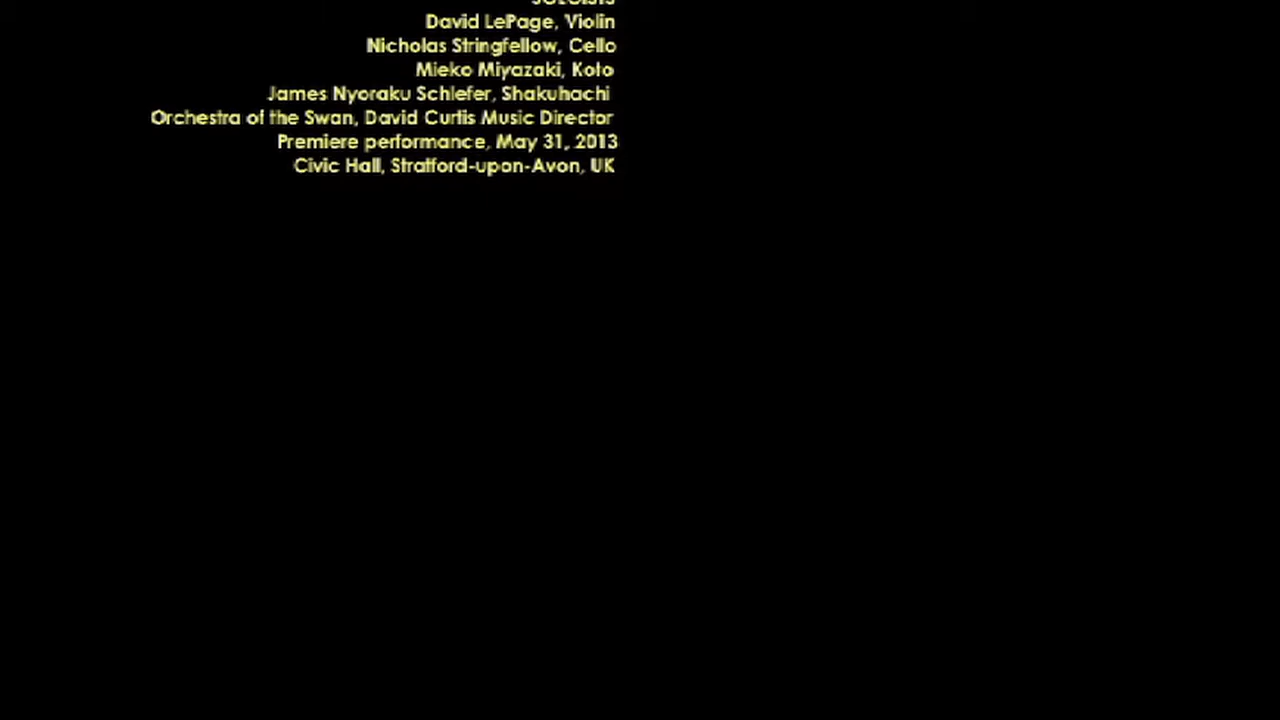 SOLOISTS
David LePage, Violin
Nicholas Stringfellow, Cello
Mieko Miyazaki, Koto
James Nyoraku Schlefer, Shakuhachi
Orchestra of the Swan, David Curtis Music Director
Premiere performance, May 31, 2013
Civic Hall, Stratford-upon-Avon, UK